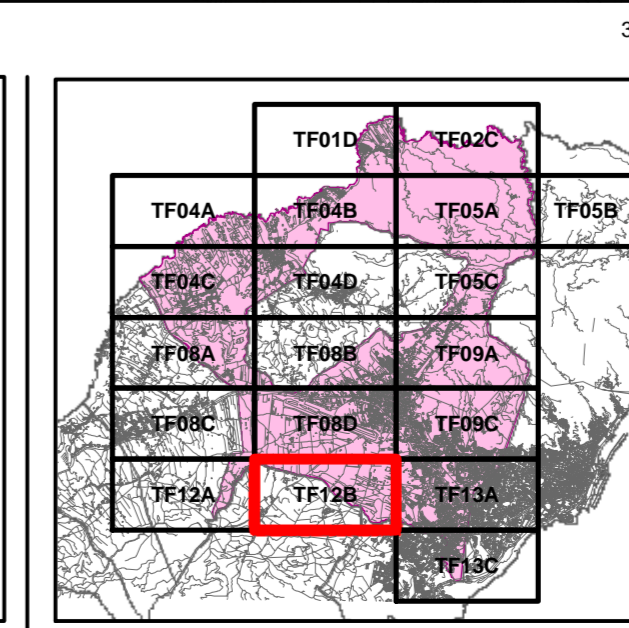 3
TF01D TF02C
TF04A TF04B TF05A TF05B
TF04C TF04D TF05C
TF08A TF08B TF09A
TF08C TF08D TF09C
TF12A TF12B TF13A
TF13C